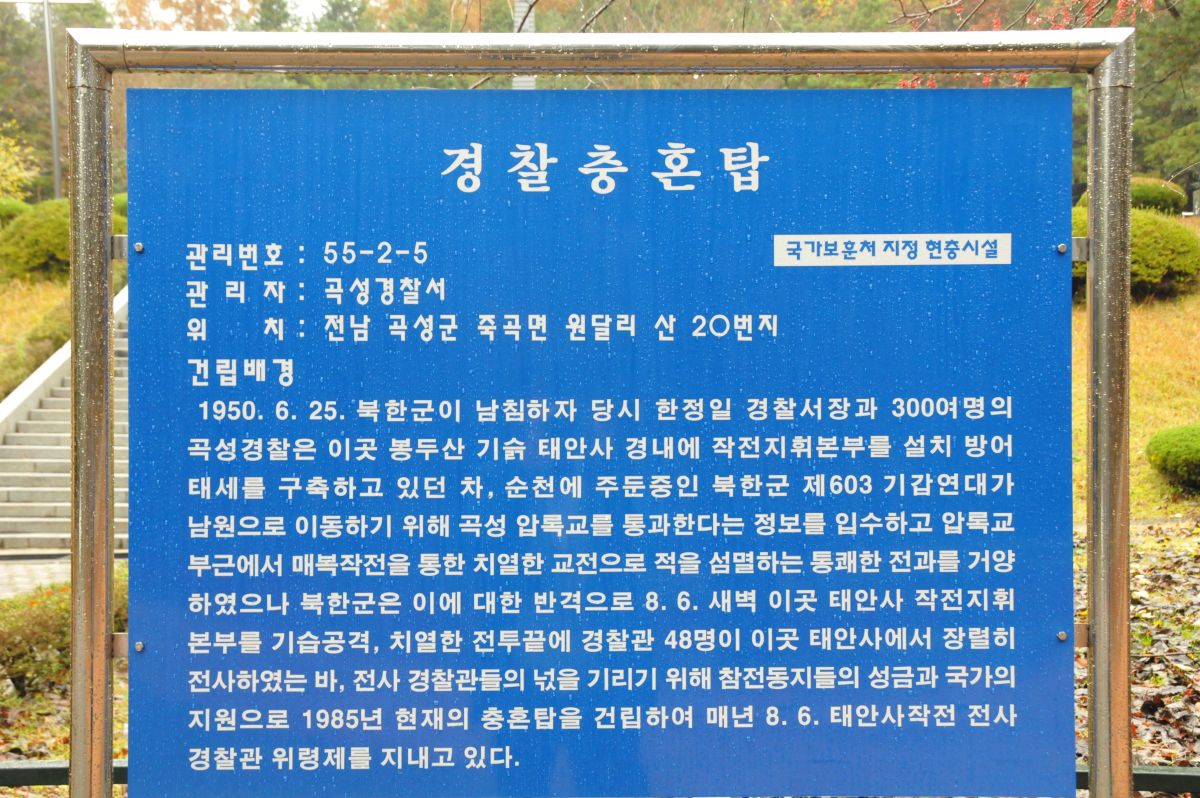 경찰충혼탑
관리번호 : 55-2-5
국가보훈처 지정 현충시설
관 리 자 : 곡성경찰서
위 치 : 전남 곡성군 죽곡면 원달리 산 20번지
건립배경
1950. 6. 25. 북한군이 남침하자 당시 한정일 경찰서장과 300여명의
곡성경찰은 이곳 봉두산 기슭 태안사 경내에 작전지휘본부를 설치 방어
태세를 구축하고 있던 차, 순천에 주둔중인 북한군 제603 기갑연대가
남원으로 이동하기 위해 곡성 압록교를 통과한다는 정보를 입수하고 압록교
부근에서 매복작전을 통한 치열한 교전으로 적을 섬멸하는 통쾌한 전과를 거양
하였으나 북한군은 이에 대한 반격으로 8. 6. 새벽 이곳 태안사 작전지휘
본부를 기습공격, 치열한 전투끝에 경찰관 48명이 이곳 태안사에서 장렬히
전사하였는 바, 전사 경찰관들의 넋을 기리기 위해 참전동지들의 성금과 국가의
지원으로 1985년 현재의 충혼탑을 건립하여 매년 8. 6. 태안사작전 전사
경찰관 위령제를 지내고 있다.